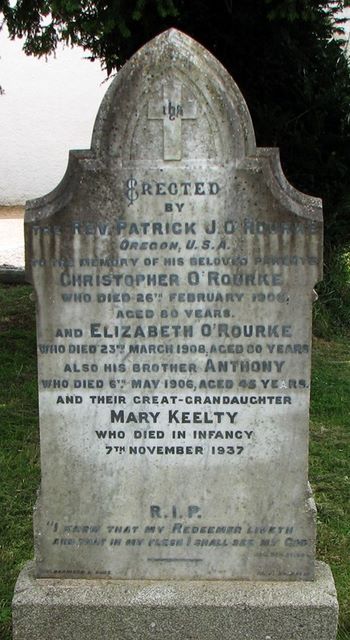 IHS
ERECTED
BY
THE REV. PATRICK J. O'ROURKE
OREGON, U.S.A.
TO THE MEMORY OF HIS BELOVED PARENTS
CHRISTOPHER O'ROURKE
WHO DIED 26TH FEBRUARY 1906,
AGED 80 YEARS.
AND ELIZABETH O'ROURKE
WHO DIED 23RD MARCH 1908, AGED 80 YEARS
ALSO HIS BROTHER ANTHONY
WHO DIED 6TH MAY 1906, AGED 45 YEARS.
AND THEIR GREAT-GRANDAUGHTER
MARY KEELTY
WHO DIED IN INFANCY
7TH NOVEMBER 1937
R.I.P.
"I KNOW THAT MY REDEEMER LIVETH
AND THAT IN MY FLESH I SHALL SEE MY GOD